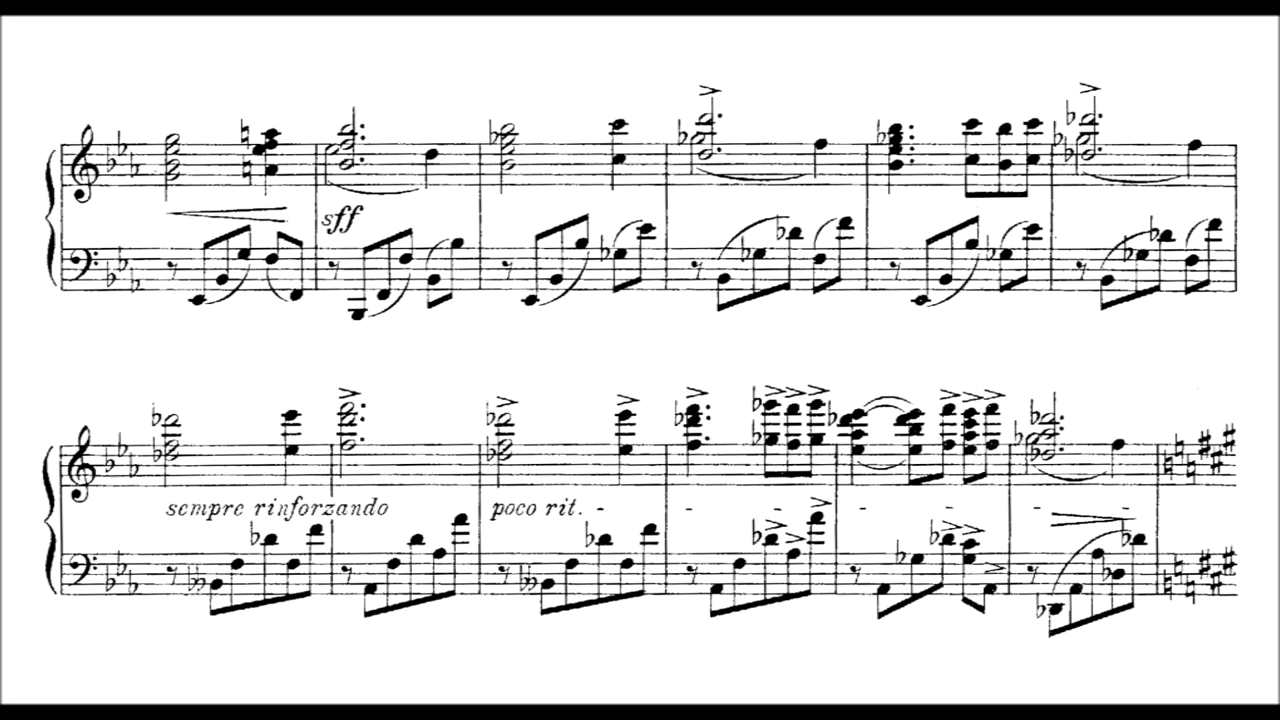 sff
sempre rinforzando poco rit. - - - - - -